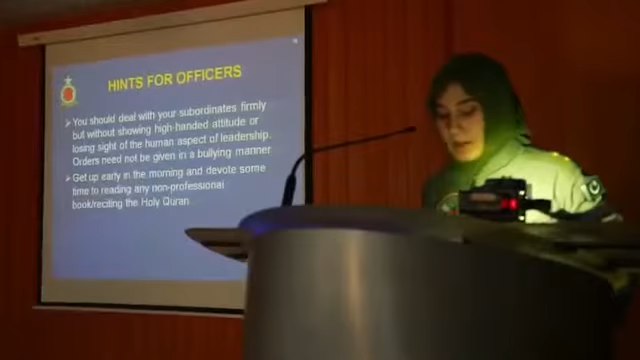 HINTS FOR OFFICERS
You should deal with your subordinates firmly
but without showing high-handed attitude or
losing sight of the human aspect of leadership.
Orders need not be given in a bullying manner
Get up early in the morning and devote some
time to reading any non-professional
book/reciting the Holy Quran